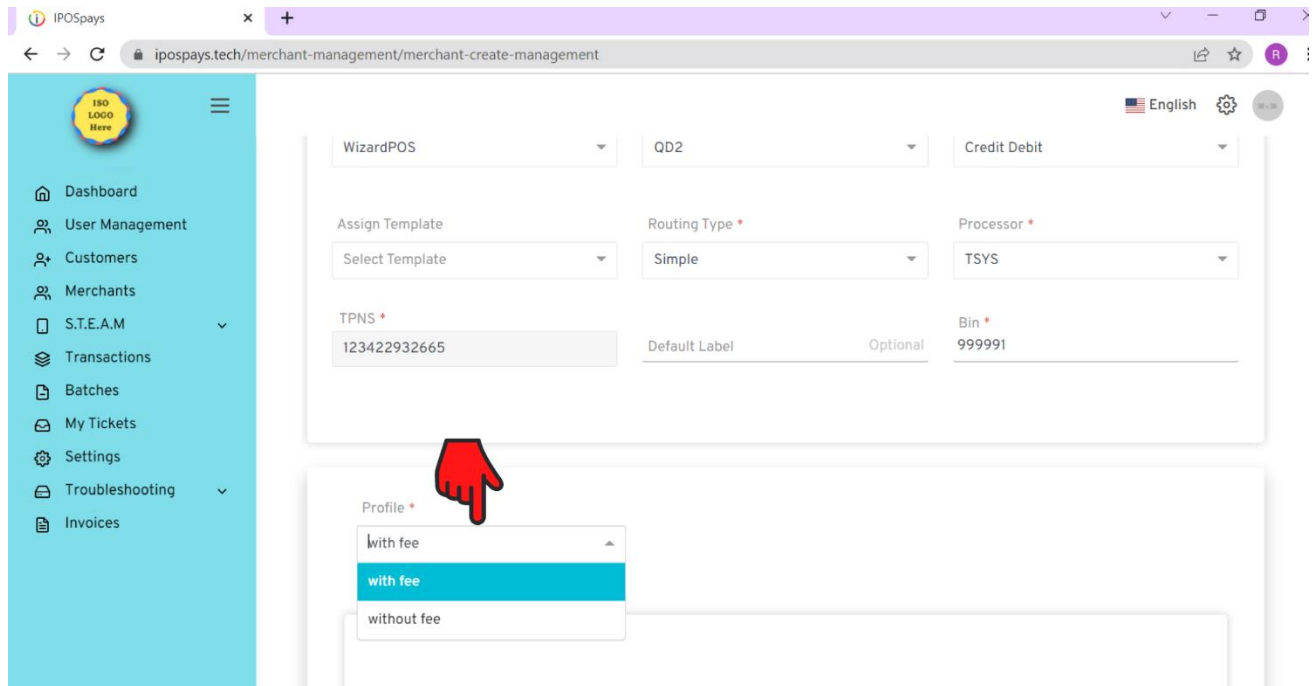 IPOSpays
ipospays.tech/merchant-management/merchant-create-management
R
ISO
LOGO
Here
English
WizardPOS QD2 Credit Debit
Dashboard
User Management
Customers
Merchants
S.T.E.A.M
Transactions
Batches
My Tickets
Settings
Troubleshooting
Invoices
Assign Template Routing Type * Processor *
Select Template Simple TSYS
TPNS * Bin *
123422932665 Default Label Optional 999991
Profile *
with fee
with fee
without fee